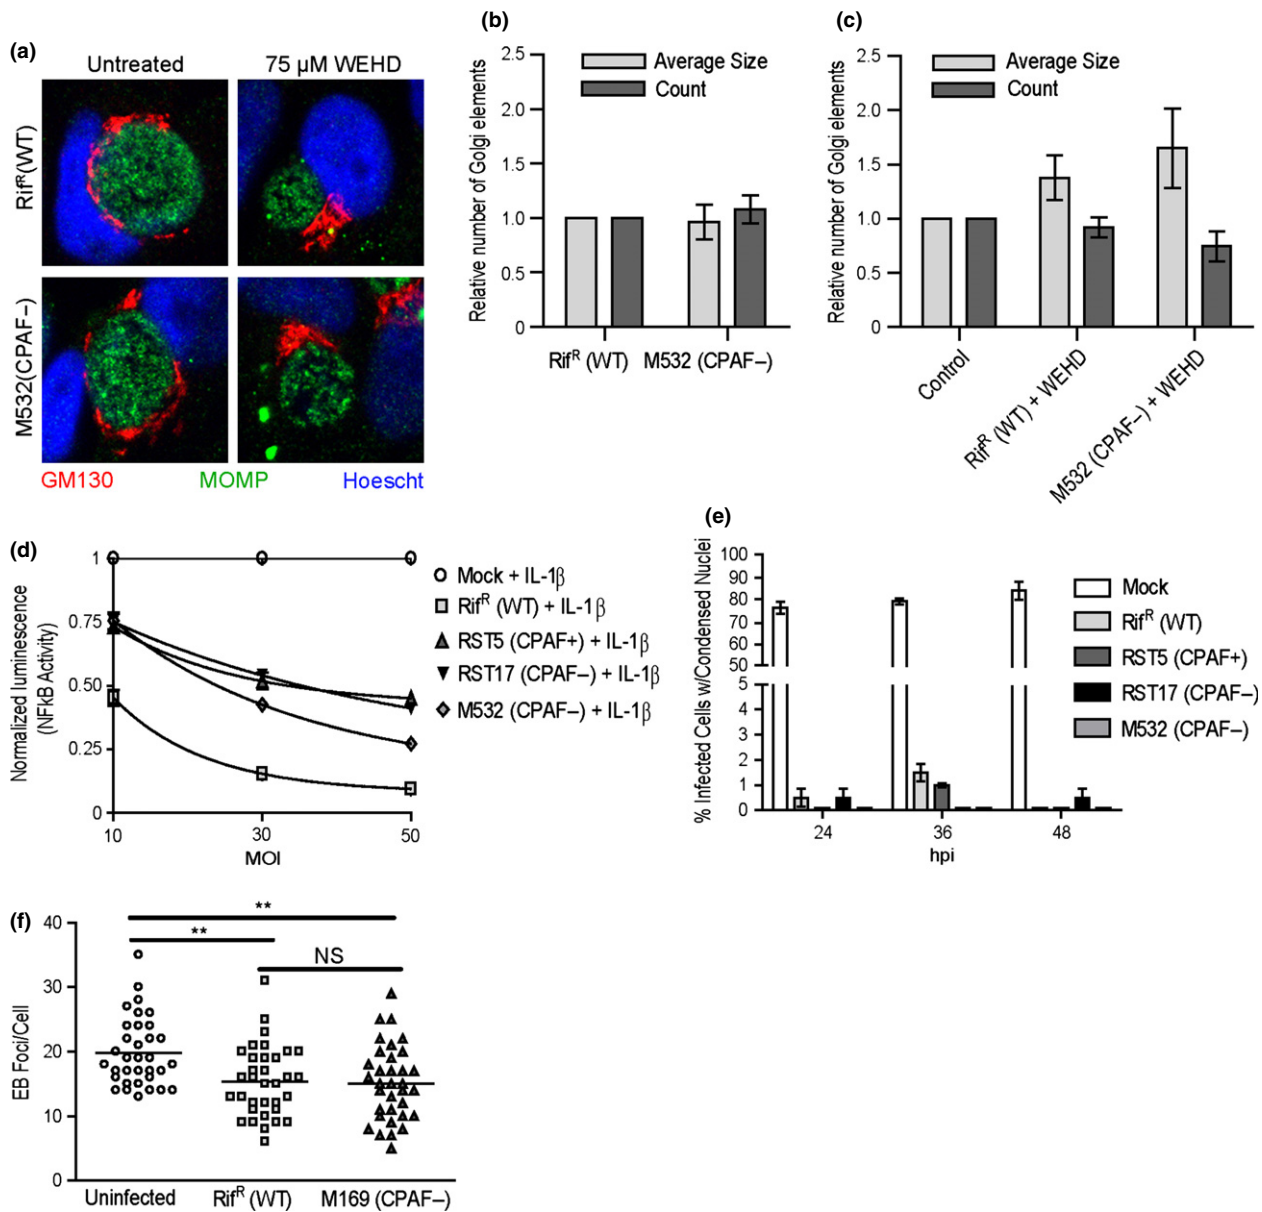 (a)
Untreated
75 µM WEHD
Rif^R(WT)
M532(CPAF–)
GM130
MOMP
Hoescht
(b)
Relative number of Golgi elements
2.5
2.0
1.5
1.0
0.5
0
Average Size
Count
Rif^R (WT)
M532 (CPAF–)
(c)
Relative number of Golgi elements
2.5
2.0
1.5
1.0
0.5
0
Average Size
Count
Control
Rif^R (WT) + WEHD
M532 (CPAF–) + WEHD
(d)
Normalized luminescence
(NFkB Activity)
1
0.75
0.50
0.25
0
10
30
50
MOI
Mock + IL-1β
Rif^R (WT) + IL-1β
RST5 (CPAF+) + IL-1β
RST17 (CPAF–) + IL-1β
M532 (CPAF–) + IL-1β
(e)
% Infected Cells w/Condensed Nuclei
100
90
80
70
60
50
5
4
3
2
1
0
24
36
48
hpi
Mock
Rif^R (WT)
RST5 (CPAF+)
RST17 (CPAF–)
M532 (CPAF–)
(f)
EB Foci/Cell
40
30
20
10
0
**
**
NS
Uninfected
Rif^R (WT)
M169 (CPAF–)